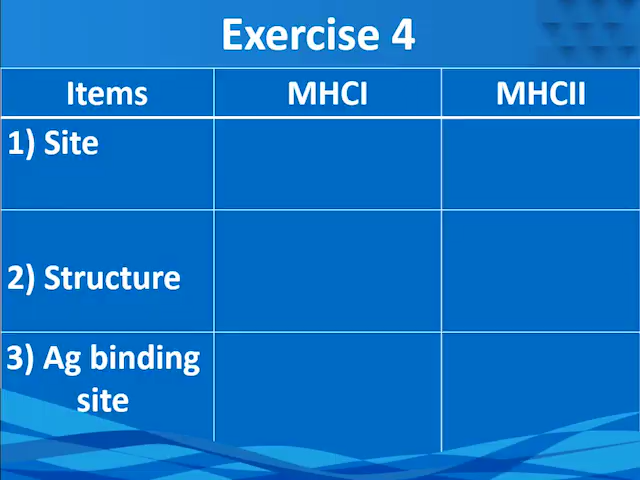 Exercise 4
Items MHCI MHCII
1) Site
2) Structure
3) Ag binding
site